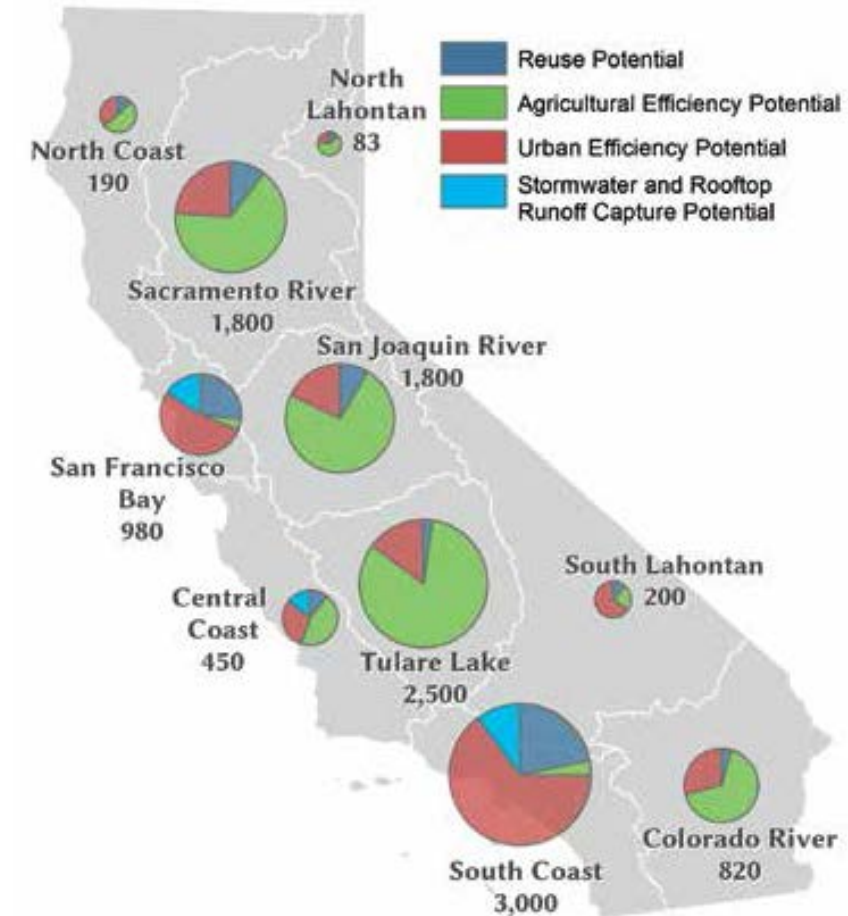 Reuse Potential
Agricultural Efficiency Potential
Urban Efficiency Potential
Stormwater and Rooftop
Runoff Capture Potential
North
Lahontan
83
North Coast
190
Sacramento River
1,800
San Joaquin River
1,800
San Francisco
Bay
980
South Lahontan
200
Central
Coast
450
Tulare Lake
2,500
Colorado River
820
South Coast
3,000